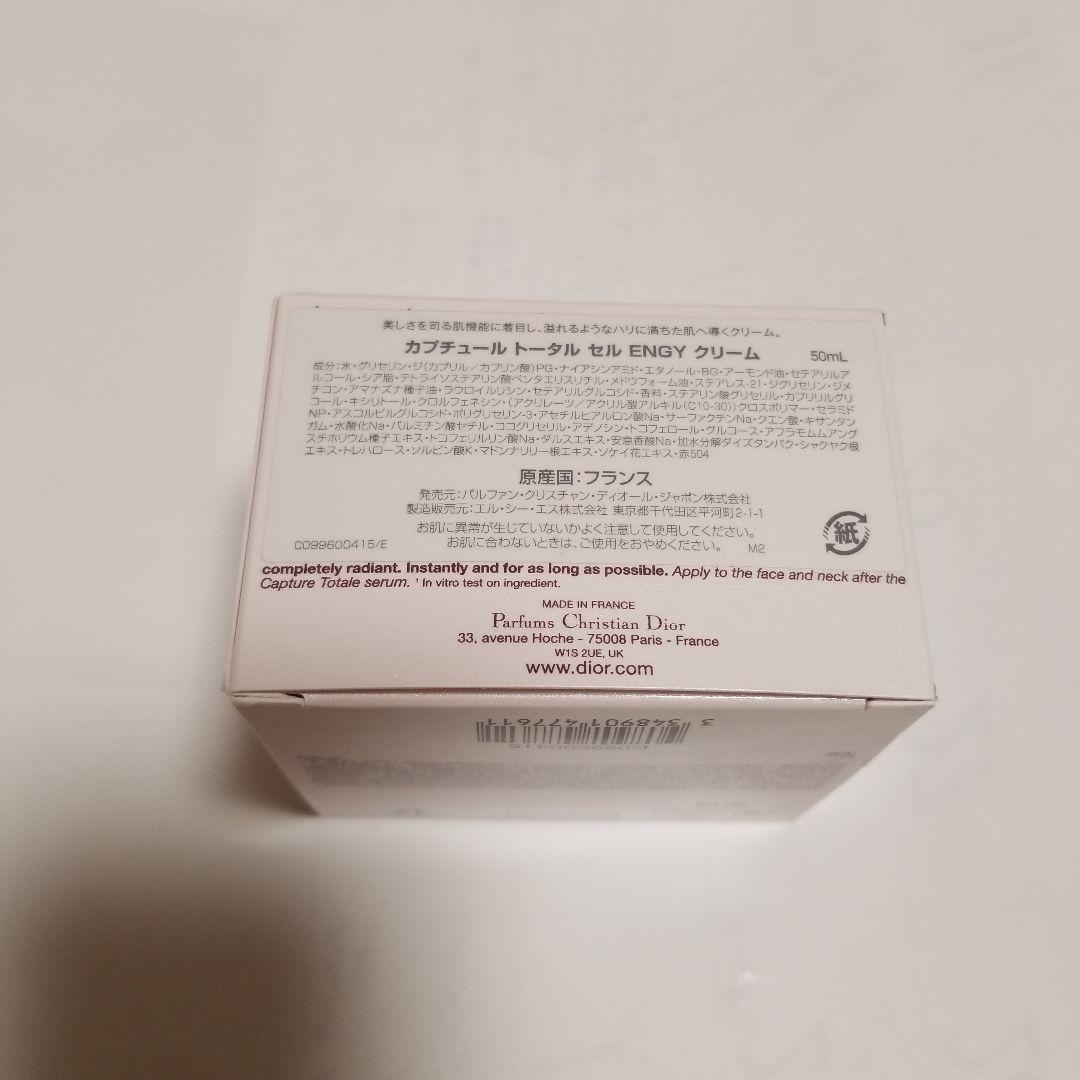 美しさを司る肌機能に着目し、溢れるようなハリに満ちた肌へ導くクリーム。
カプチュール トータル セル ENGY クリーム 50mL
成分：水・グリセリン・ジ(カプリル／カプリン酸)PG・ナイアシンアミド・エタノール・BG・アーモンド油・セテアリルア
ルコール・シア脂・テトライソステアリン酸ペンタエリスリチル・メドウフォーム油・ステアレス-21・ジグリセリン・ジメ
チコン・アマナズナ種子油・ラウロイルリシン・セテアリルグルコシド・香料・ステアリン酸グリセリル・カプリリルグリ
コール・キシリトール・クロルフェネシン・(アクリレーツ／アクリル酸アルキル(C10-30))クロスポリマー・セラミド
NP・アスコルビルグルコシド・ポリグリセリン-3・アセチルヒアルロン酸Na・サーファクチンNa・クエン酸・キサンタン
ガム・水酸化Na・パルミチン酸セチル・ココグリセリル・アデノシン・トコフェロール・グルコース・アフラモムムアング
スチホリウム種子エキス・トコフェリルリン酸Na・ダルスエキス・安息香酸Na・加水分解ダイズタンパク・シャクヤク根
エキス・トレハロース・ソルビン酸K・マドンナリリー根エキス・ソケイ花エキス・赤504
原産国：フランス
発売元：パルファン・クリスチャン・ディオール・ジャポン株式会社
製造販売元：エル・シー・エス株式会社 東京都千代田区平河町2-1-1
お肌に異常が生じていないかよく注意して使用してください。
お肌に合わないときは、ご使用をおやめください。
C099600415/E M2
紙
completely radiant. Instantly and for as long as possible. Apply to the face and neck after the
Capture Totale serum. ¹ In vitro test on ingredient.
MADE IN FRANCE
Parfums Christian Dior
33, avenue Hoche - 75008 Paris - France
W1S 2UE, UK
www.dior.com
3 348901 477611
C099600415